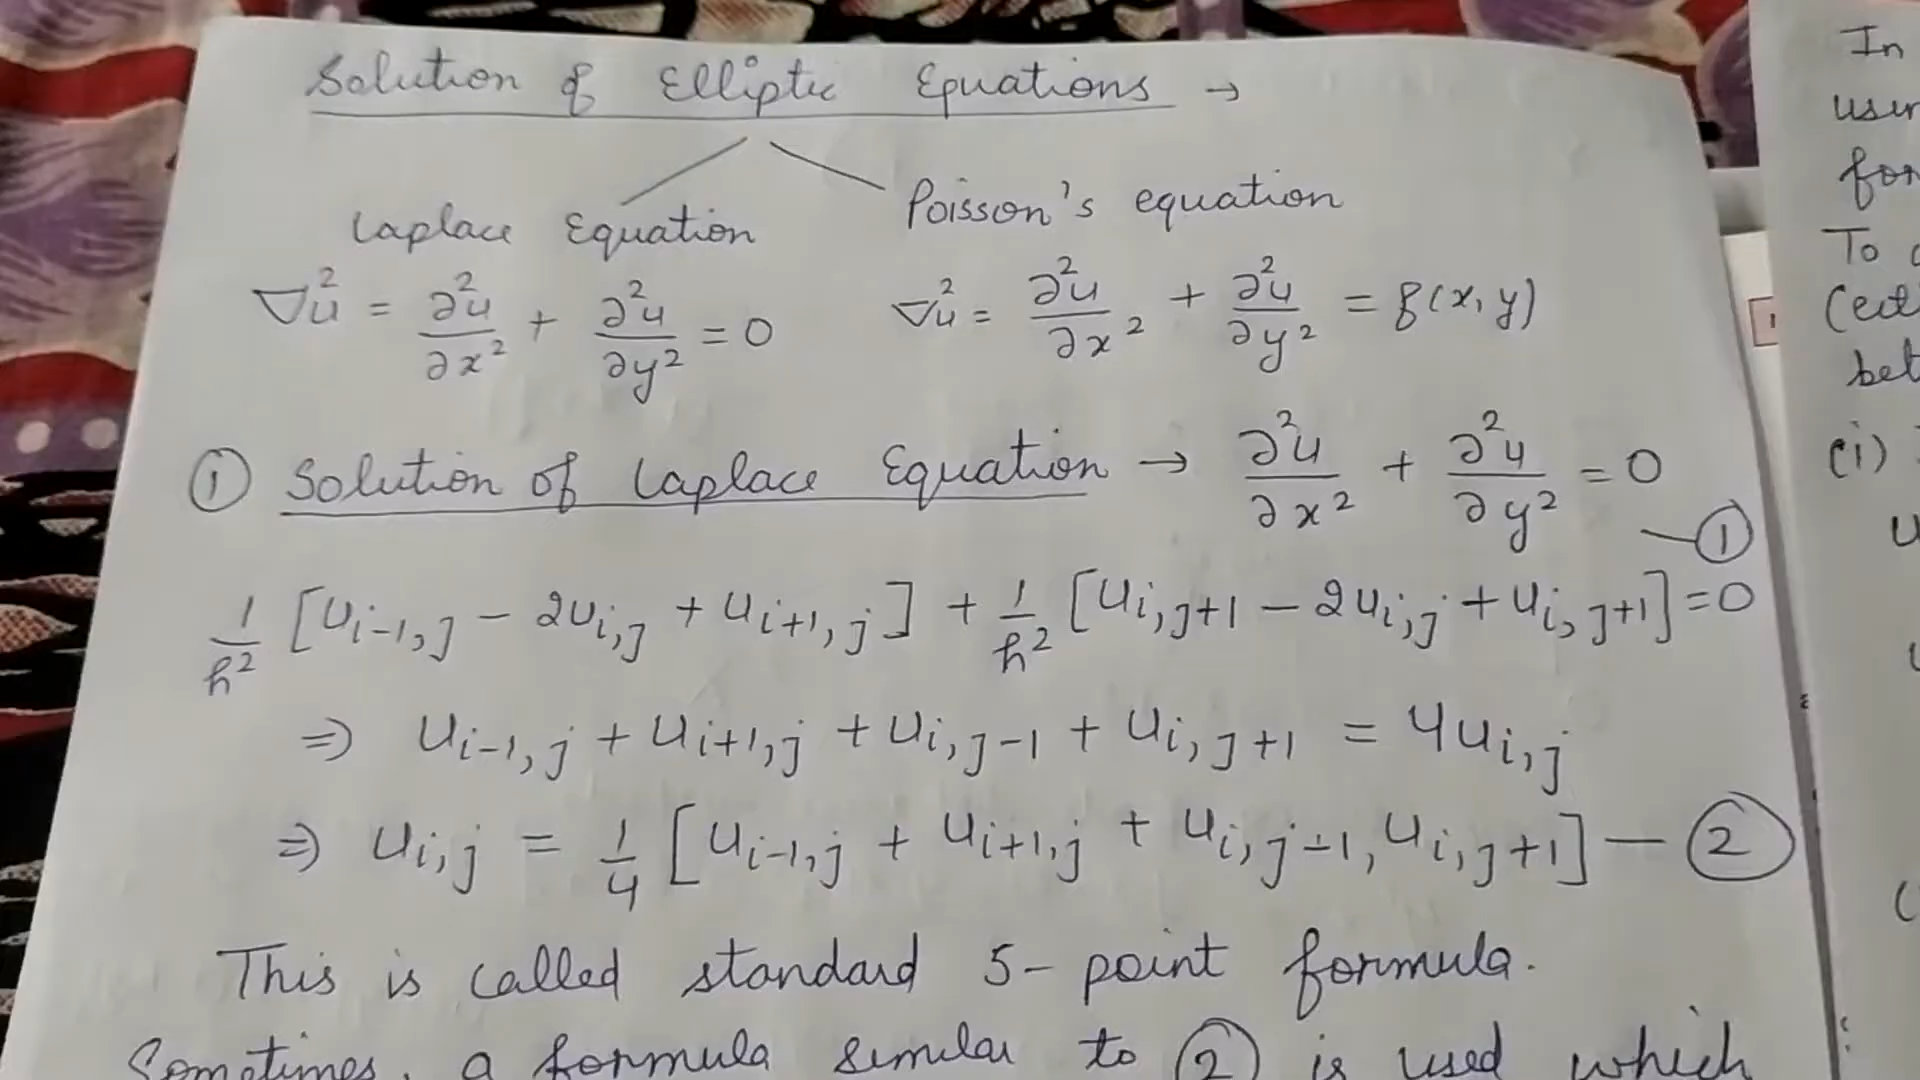 Solution of Elliptic Equations →
Laplace Equation
Poisson's equation
∇²u = ∂²u/∂x² + ∂²u/∂y² = 0
∇²u = ∂²u/∂x² + ∂²u/∂y² = f(x, y)
① Solution of Laplace Equation → ∂²u/∂x² + ∂²u/∂y² = 0
— ①
1/h² [u_{i-1,j} - 2u_{i,j} + u_{i+1,j}] + 1/h² [u_{i,j+1} - 2u_{i,j} + u_{i,j+1}] = 0
⇒ u_{i-1,j} + u_{i+1,j} + u_{i,j-1} + u_{i,j+1} = 4u_{i,j}
⇒ u_{i,j} = 1/4 [u_{i-1,j} + u_{i+1,j} + u_{i,j-1}, u_{i,j+1}] — ②
This is called standard 5-point formula.
Sometimes, a formula similar to ② is used which
In
To
(i)